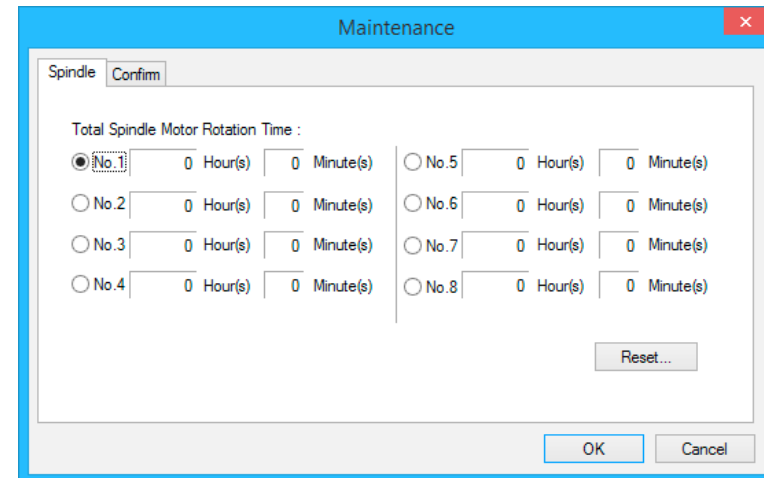 Maintenance
Spindle Confirm
Total Spindle Motor Rotation Time :
No.1 0 Hour(s) 0 Minute(s) No.5 0 Hour(s) 0 Minute(s)
No.2 0 Hour(s) 0 Minute(s) No.6 0 Hour(s) 0 Minute(s)
No.3 0 Hour(s) 0 Minute(s) No.7 0 Hour(s) 0 Minute(s)
No.4 0 Hour(s) 0 Minute(s) No.8 0 Hour(s) 0 Minute(s)
Reset...
OK Cancel